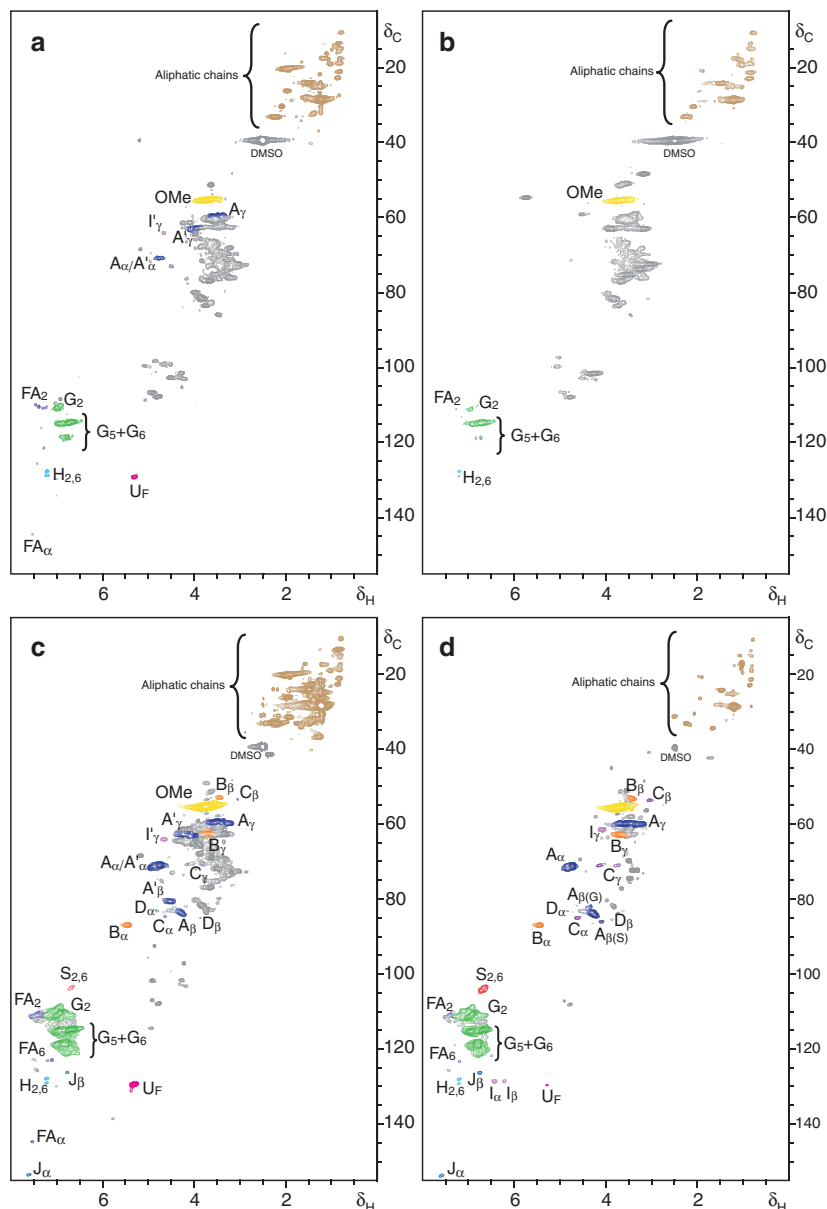 a
δC
Aliphatic chains
20
40
DMSO
OMe
Aγ
I'γ
A'γ
60
Aα/A'α
80
100
FA2
G2
G5+G6
120
H2,6
UF
140
FAα
6
4
2
δH
b
δC
Aliphatic chains
20
40
DMSO
OMe
60
80
100
FA2
G2
G5+G6
120
H2,6
140
6
4
2
δH
c
δC
Aliphatic chains
20
40
DMSO
OMe
Bβ
Cβ
A'γ
Aγ
60
I'γ
Bγ
Aα/A'α
Cγ
A'β
80
Dα
Cα
Aβ
Dβ
Bα
100
S2,6
FA2
G2
G5+G6
120
FA6
H2,6
Jβ
UF
140
FAα
Jα
6
4
2
δH
d
δC
Aliphatic chains
20
40
DMSO
Bβ
Cβ
Aγ
60
Iγ
Bγ
Aα
Cγ
80
Aβ(G)
Dα
Cα
Dβ
Aβ(S)
Bα
100
S2,6
FA2
G2
G5+G6
120
FA6
H2,6
Jβ
Iα
Iβ
UF
140
Jα
6
4
2
δH